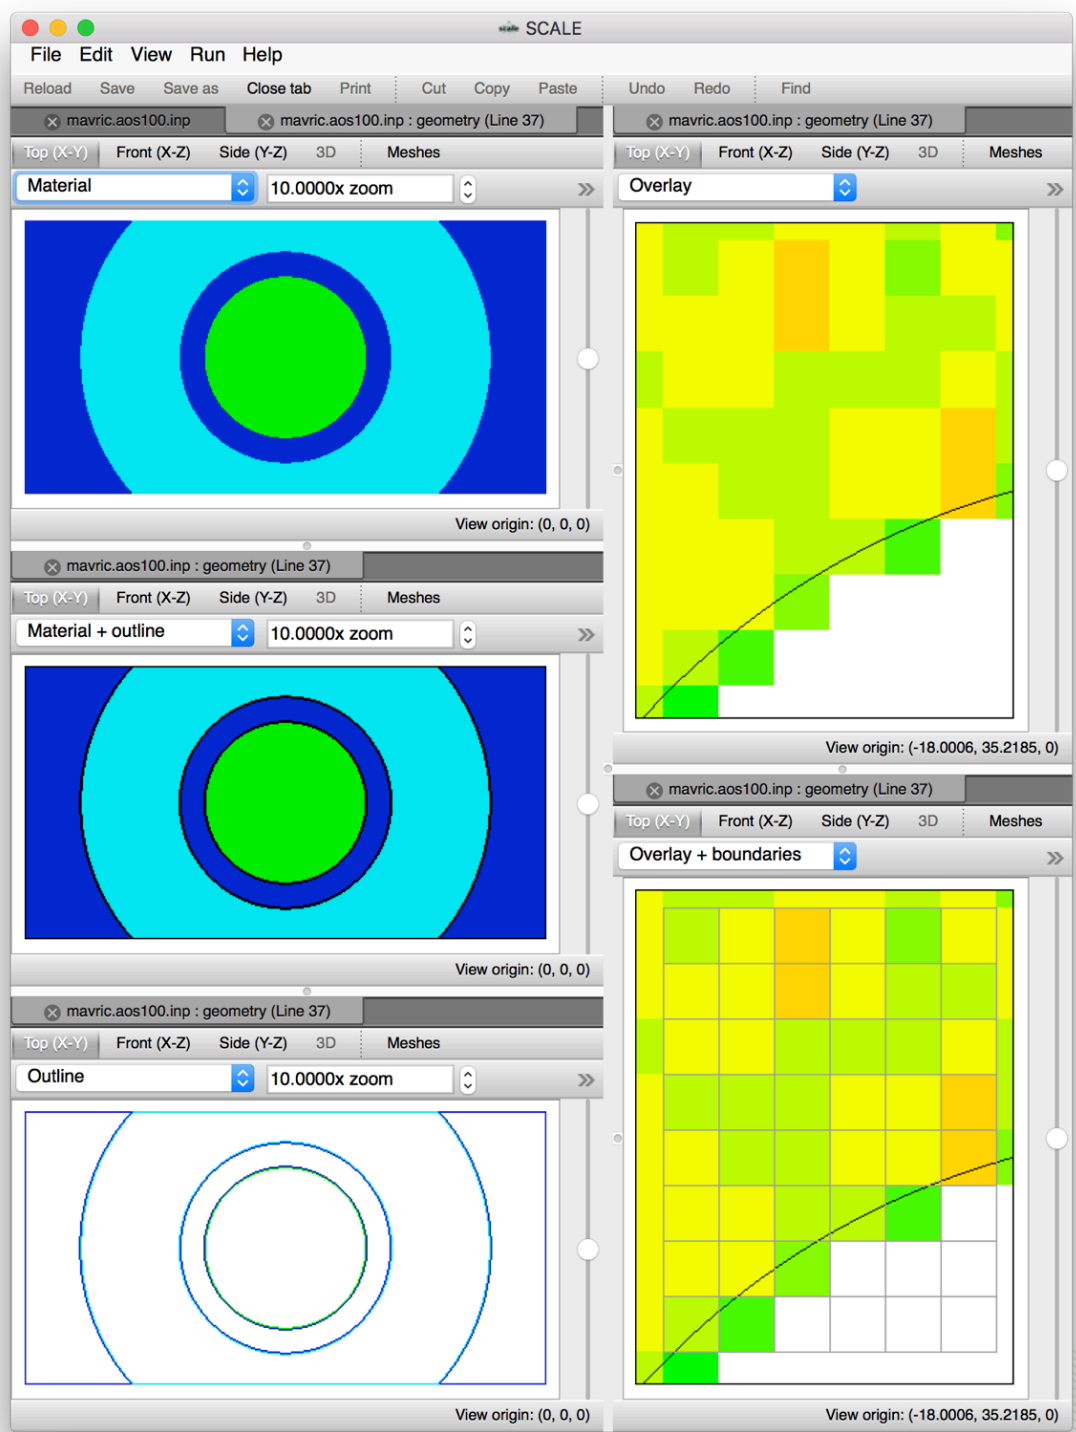 scale SCALE
File Edit View Run Help
Reload Save Save as Close tab Print Cut Copy Paste Undo Redo Find
mavric.aos100.inp mavric.aos100.inp : geometry (Line 37)
Top (X-Y) Front (X-Z) Side (Y-Z) 3D Meshes
Material 10.0000x zoom
View origin: (0, 0, 0)
mavric.aos100.inp : geometry (Line 37)
Top (X-Y) Front (X-Z) Side (Y-Z) 3D Meshes
Material + outline 10.0000x zoom
View origin: (0, 0, 0)
mavric.aos100.inp : geometry (Line 37)
Top (X-Y) Front (X-Z) Side (Y-Z) 3D Meshes
Outline 10.0000x zoom
View origin: (0, 0, 0)
mavric.aos100.inp : geometry (Line 37)
Top (X-Y) Front (X-Z) Side (Y-Z) 3D Meshes
Overlay
View origin: (-18.0006, 35.2185, 0)
mavric.aos100.inp : geometry (Line 37)
Top (X-Y) Front (X-Z) Side (Y-Z) 3D Meshes
Overlay + boundaries
View origin: (-18.0006, 35.2185, 0)